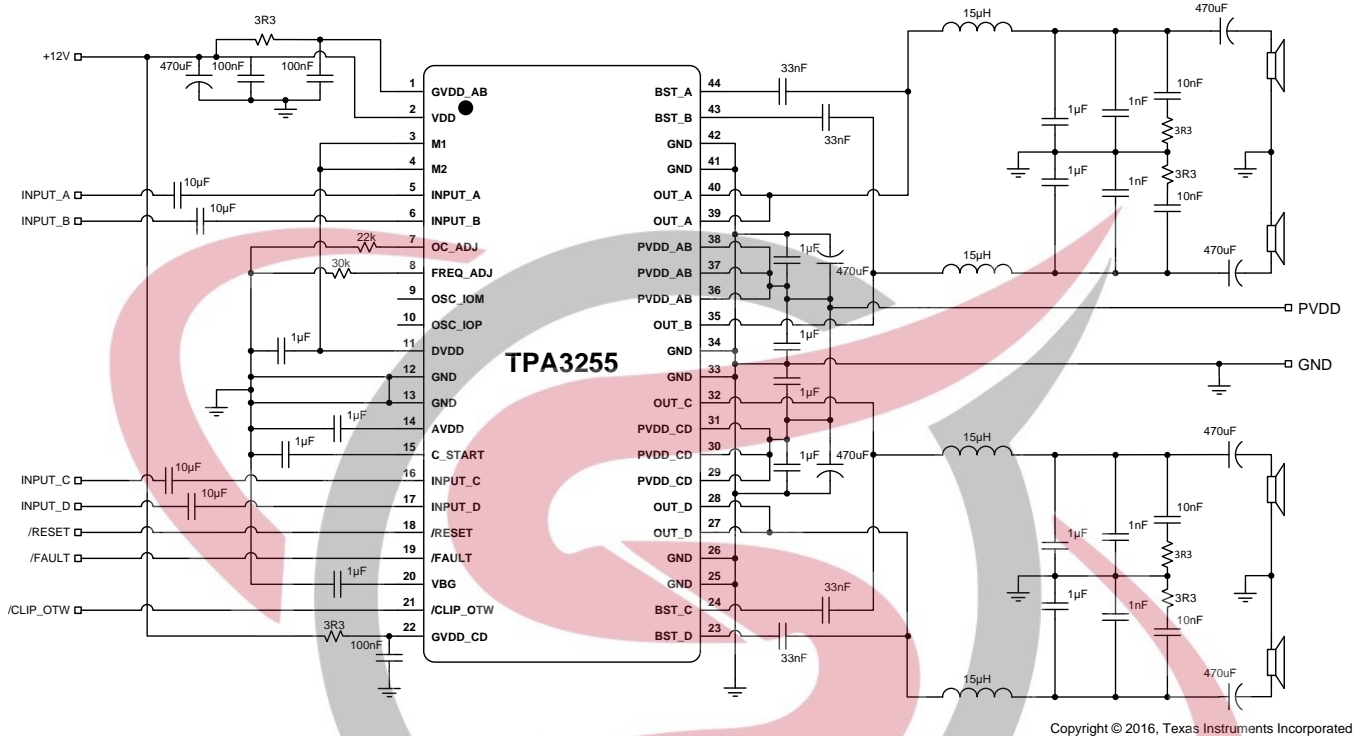 3R3
15µH
470uF
+12V
470uF
100nF
100nF
33nF
10nF
1nF
1µF
3R3
33nF
3R3
1µF
1nF
10nF
1 GVDD_AB BST_A 44
2 VDD BST_B 43
3 M1 GND 42
4 M2 GND 41
INPUT_A 10µF 5 INPUT_A OUT_A 40
INPUT_B 10µF 6 INPUT_B OUT_A 39
22k 7 OC_ADJ PVDD_AB 38 1µF
30k 8 FREQ_ADJ PVDD_AB 37 470uF 15µH 470uF
9 OSC_IOM PVDD_AB 36
PVDD
10 OSC_IOP OUT_B 35
1µF 11 DVDD GND 34 1µF
TPA3255
GND
12 GND GND 33
13 GND OUT_C 32 1µF
1µF 14 AVDD PVDD_CD 31
1µF 15 C_START PVDD_CD 30 1µF 470uF 15µH 470uF
INPUT_C 10µF 16 INPUT_C PVDD_CD 29
INPUT_D 10µF 17 INPUT_D OUT_D 28
/RESET 18 /RESET OUT_D 27
/FAULT 19 /FAULT GND 26
1µF 20 VBG GND 25
/CLIP_OTW 21 /CLIP_OTW BST_C 24 33nF
3R3 22 GVDD_CD BST_D 23 33nF
100nF
10nF
1nF
1µF
3R3
3R3
1µF
1nF
10nF
15µH
470uF
Copyright © 2016, Texas Instruments Incorporated